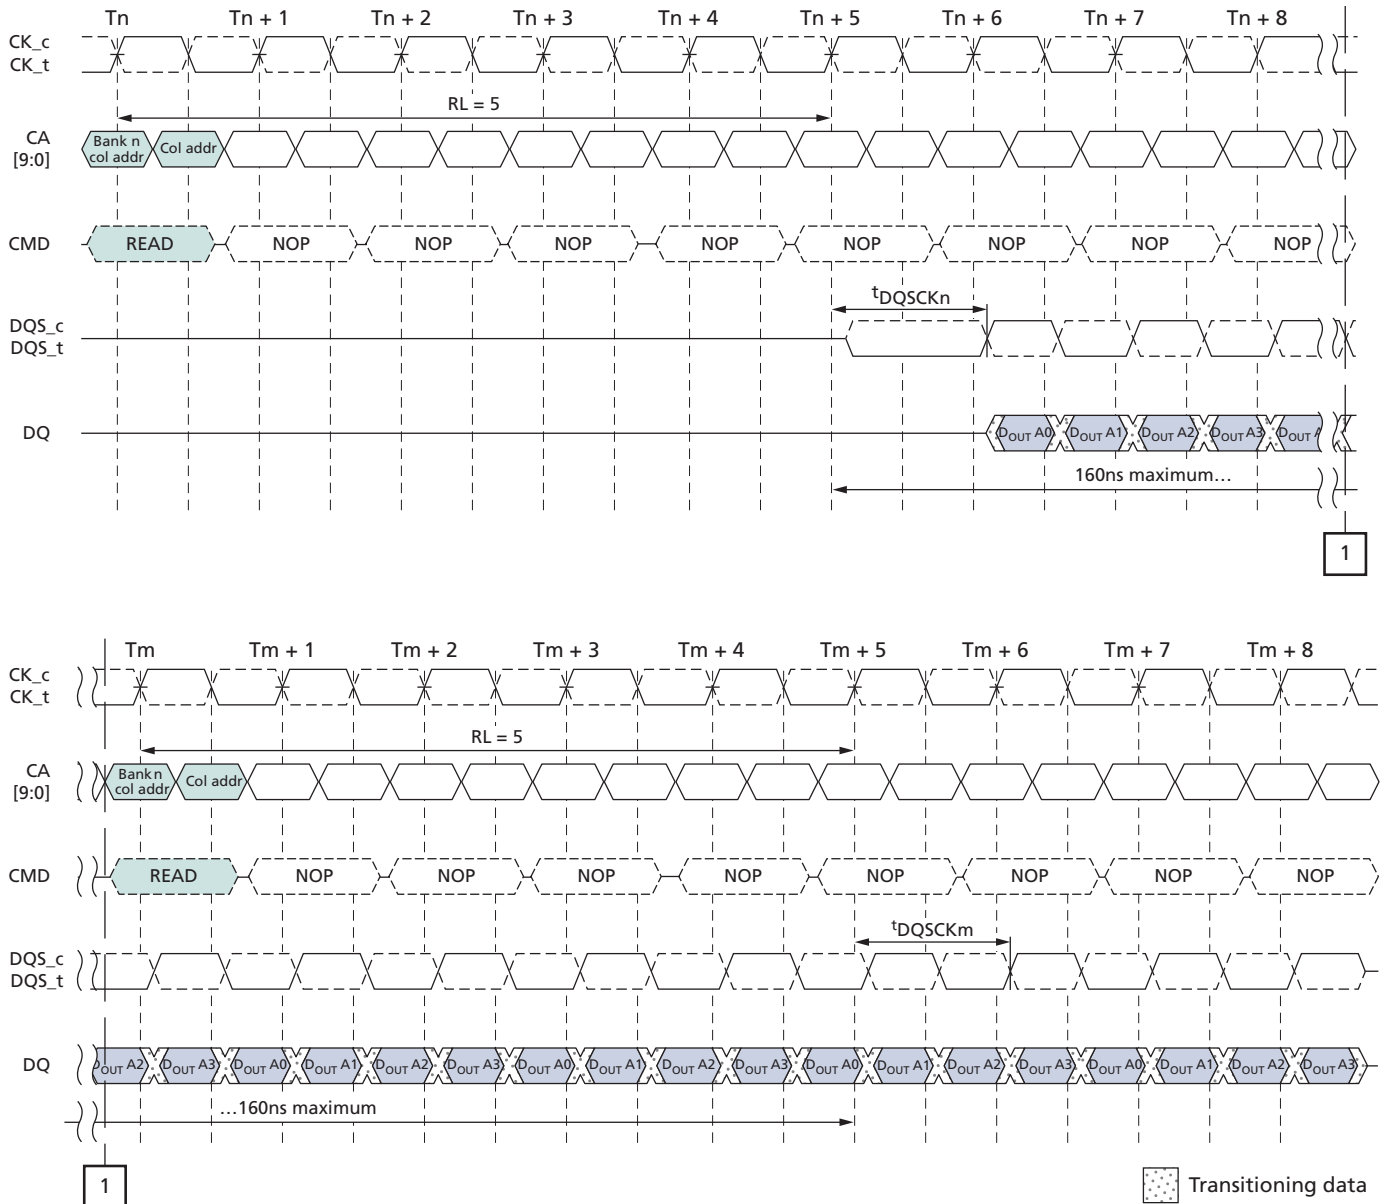 Tn Tn + 1 Tn + 2 Tn + 3 Tn + 4 Tn + 5 Tn + 6 Tn + 7 Tn + 8
CK_c
CK_t
RL = 5
CA
[9:0]
Bank n
col addr
Col addr
CMD READ NOP NOP NOP NOP NOP NOP NOP NOP
tDQSCKn
DQS_c
DQS_t
DQ DOUT A0 DOUT A1 DOUT A2 DOUT A3 DOUT
160ns maximum…
1
Tm Tm + 1 Tm + 2 Tm + 3 Tm + 4 Tm + 5 Tm + 6 Tm + 7 Tm + 8
CK_c
CK_t
RL = 5
CA
[9:0]
Bank n
col addr
Col addr
CMD READ NOP NOP NOP NOP NOP NOP NOP NOP
tDQSCKm
DQS_c
DQS_t
DQ DOUT A2 DOUT A3 DOUT A0 DOUT A1 DOUT A2 DOUT A3 DOUT A0 DOUT A1 DOUT A2 DOUT A3 DOUT A0 DOUT A1 DOUT A2 DOUT A3 DOUT A0 DOUT A1 DOUT A2 DOUT A3
…160ns maximum
1
Transitioning data